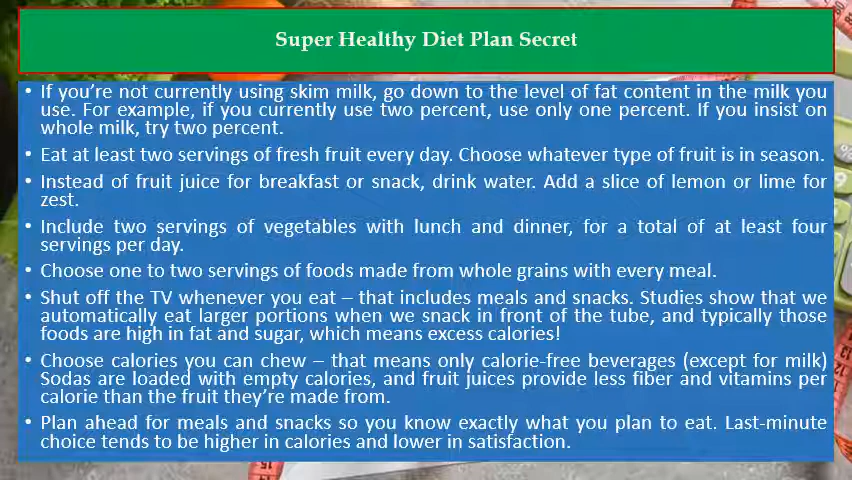 Super Healthy Diet Plan Secret
• If you’re not currently using skim milk, go down to the level of fat content in the milk you
use. For example, if you currently use two percent, use only one percent. If you insist on
whole milk, try two percent.
• Eat at least two servings of fresh fruit every day. Choose whatever type of fruit is in season.
• Instead of fruit juice for breakfast or snack, drink water. Add a slice of lemon or lime for
zest.
• Include two servings of vegetables with lunch and dinner, for a total of at least four
servings per day.
• Choose one to two servings of foods made from whole grains with every meal.
• Shut off the TV whenever you eat – that includes meals and snacks. Studies show that we
automatically eat larger portions when we snack in front of the tube, and typically those
foods are high in fat and sugar, which means excess calories!
• Choose calories you can chew – that means only calorie-free beverages (except for milk)
Sodas are loaded with empty calories, and fruit juices provide less fiber and vitamins per
calorie than the fruit they’re made from.
• Plan ahead for meals and snacks so you know exactly what you plan to eat. Last-minute
choice tends to be higher in calories and lower in satisfaction.